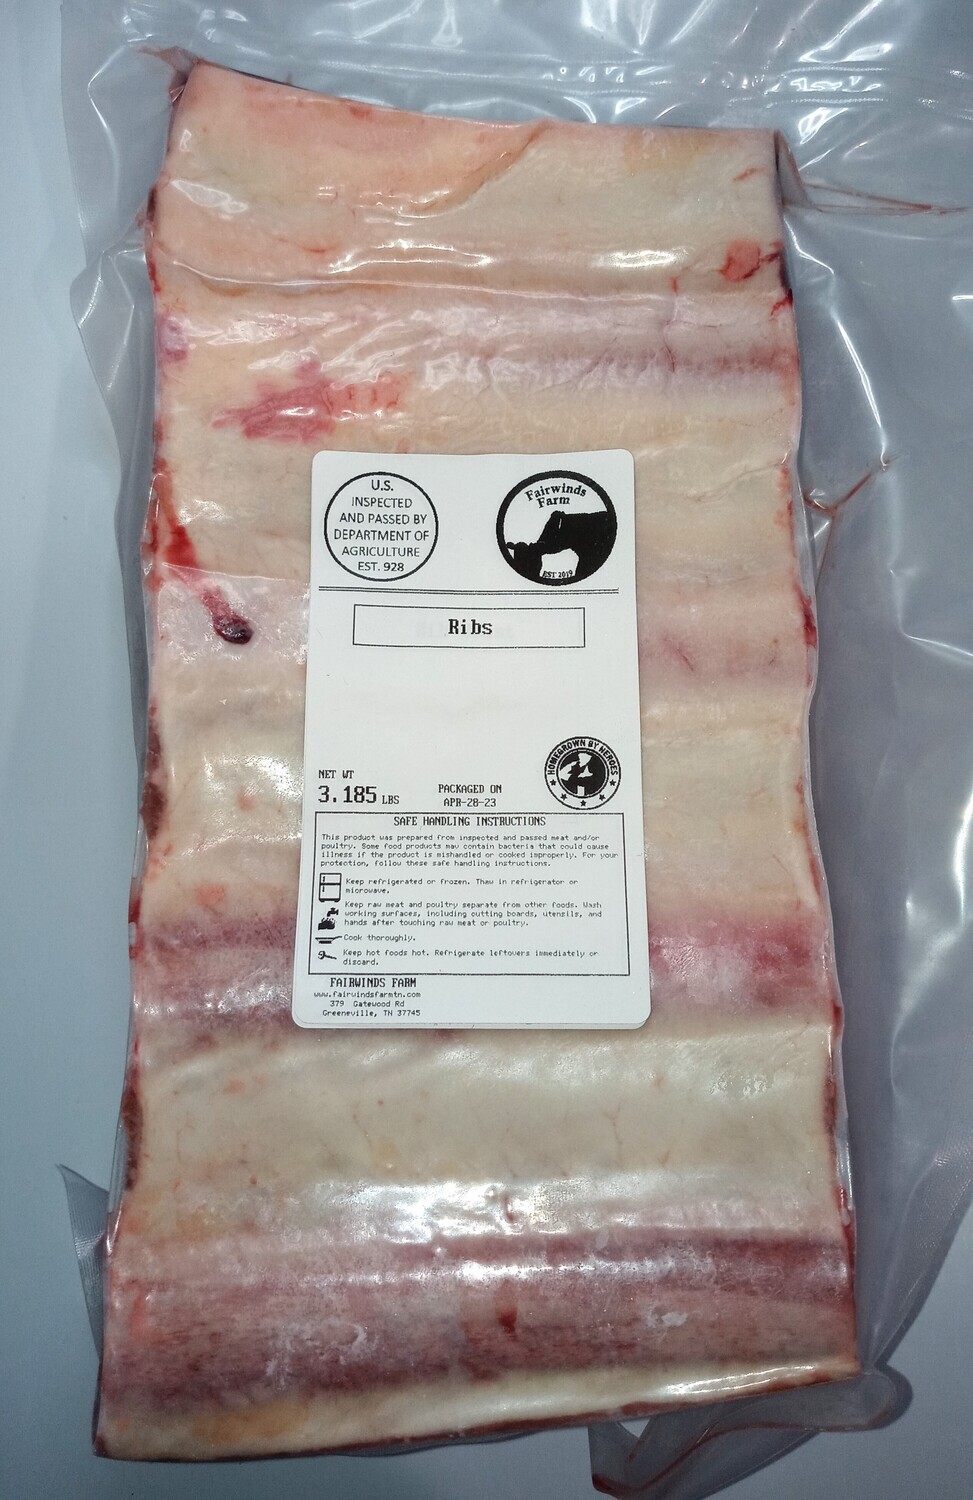 U.S.
INSPECTED
AND PASSED BY
DEPARTMENT OF
AGRICULTURE
EST. 928
Fairwinds
Farm
EST 2019
Ribs
HOMEGROWN BY HEROES
NET WT
3.185 LBS
PACKAGED ON
APR-28-23
SAFE HANDLING INSTRUCTIONS
This product was prepared from inspected and passed meat and/or
poultry. Some food products may contain bacteria that could cause
illness if the product is mishandled or cooked improperly. For your
protection, follow these safe handling instructions.
Keep refrigerated or frozen. Thaw in refrigerator or
microwave.
Keep raw meat and poultry separate from other foods. Wash
working surfaces, including cutting boards, utensils, and
hands after touching raw meat or poultry.
Cook thoroughly.
Keep hot foods hot. Refrigerate leftovers immediately or
discard.
FAIRWINDS FARM
www.fairwindsfarmtn.com
379 Gatewood Rd
Greeneville, TN 37745